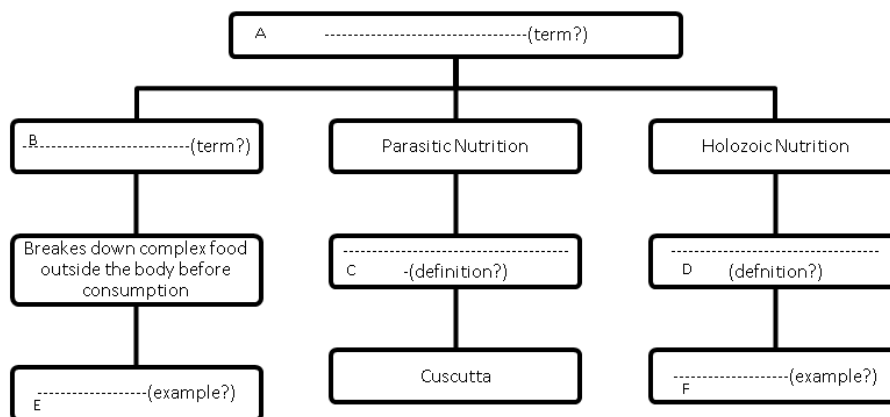 A -----------------------------(term?)
B ------------------------(term?)
Parasitic Nutrition
Holozoic Nutrition
Breakes down complex food
outside the body before
consumption
--------------------------------
C -(definition?)
------------------------------
D (defnition?)
E ----------------(example?)
Cuscutta
F -----------------(example?)